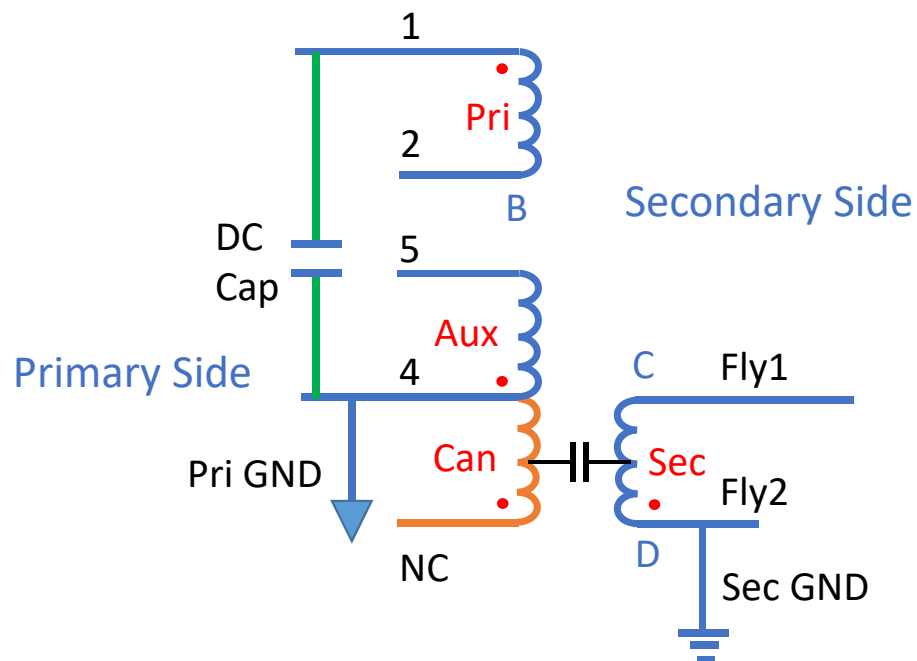 1
Pri
2
B
Secondary Side
DC
Cap
5
Aux
Primary Side
4
C
Fly1
Pri GND
Can
Sec
Fly2
NC
D
Sec GND